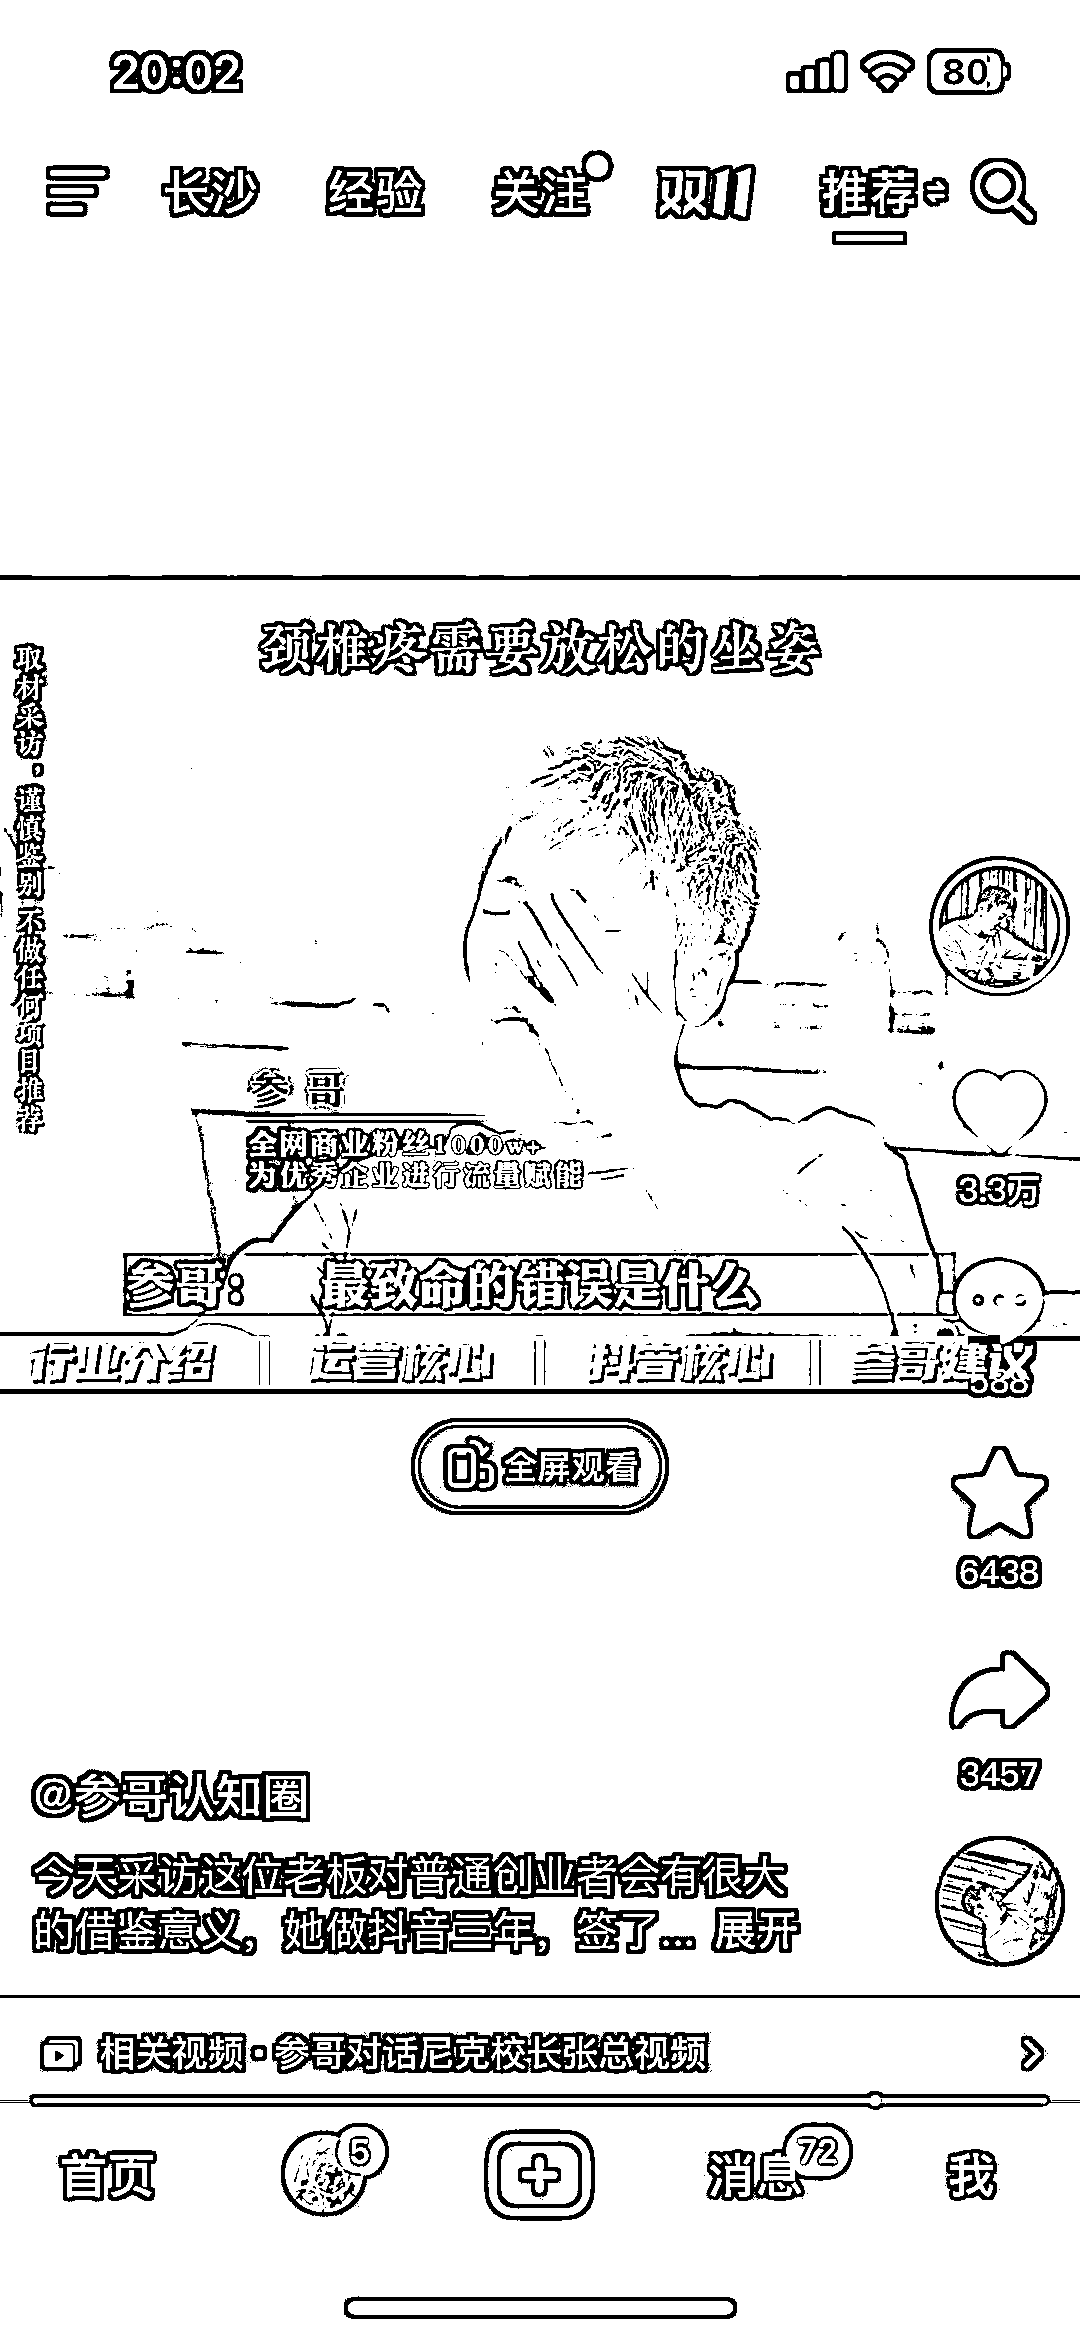 20:02
80
长沙 经验 关注 双11 推荐
颈椎疼需要放松的坐姿
取材采访。谨慎鉴别 不做任何项目推荐
参哥
全网商业粉丝1000w+
为优秀企业进行流量赋能
3.3万
参哥： 最致命的错误是什么
行业介绍 运营核心 抖音核心 参哥建议
全屏观看
6438
3457
@参哥认知圈
今天采访这位老板对普通创业者会有很大
的借鉴意义，她做抖音三年，签了... 展开
相关视频·参哥对话尼克校长张总视频
首页 5 消息 72 我